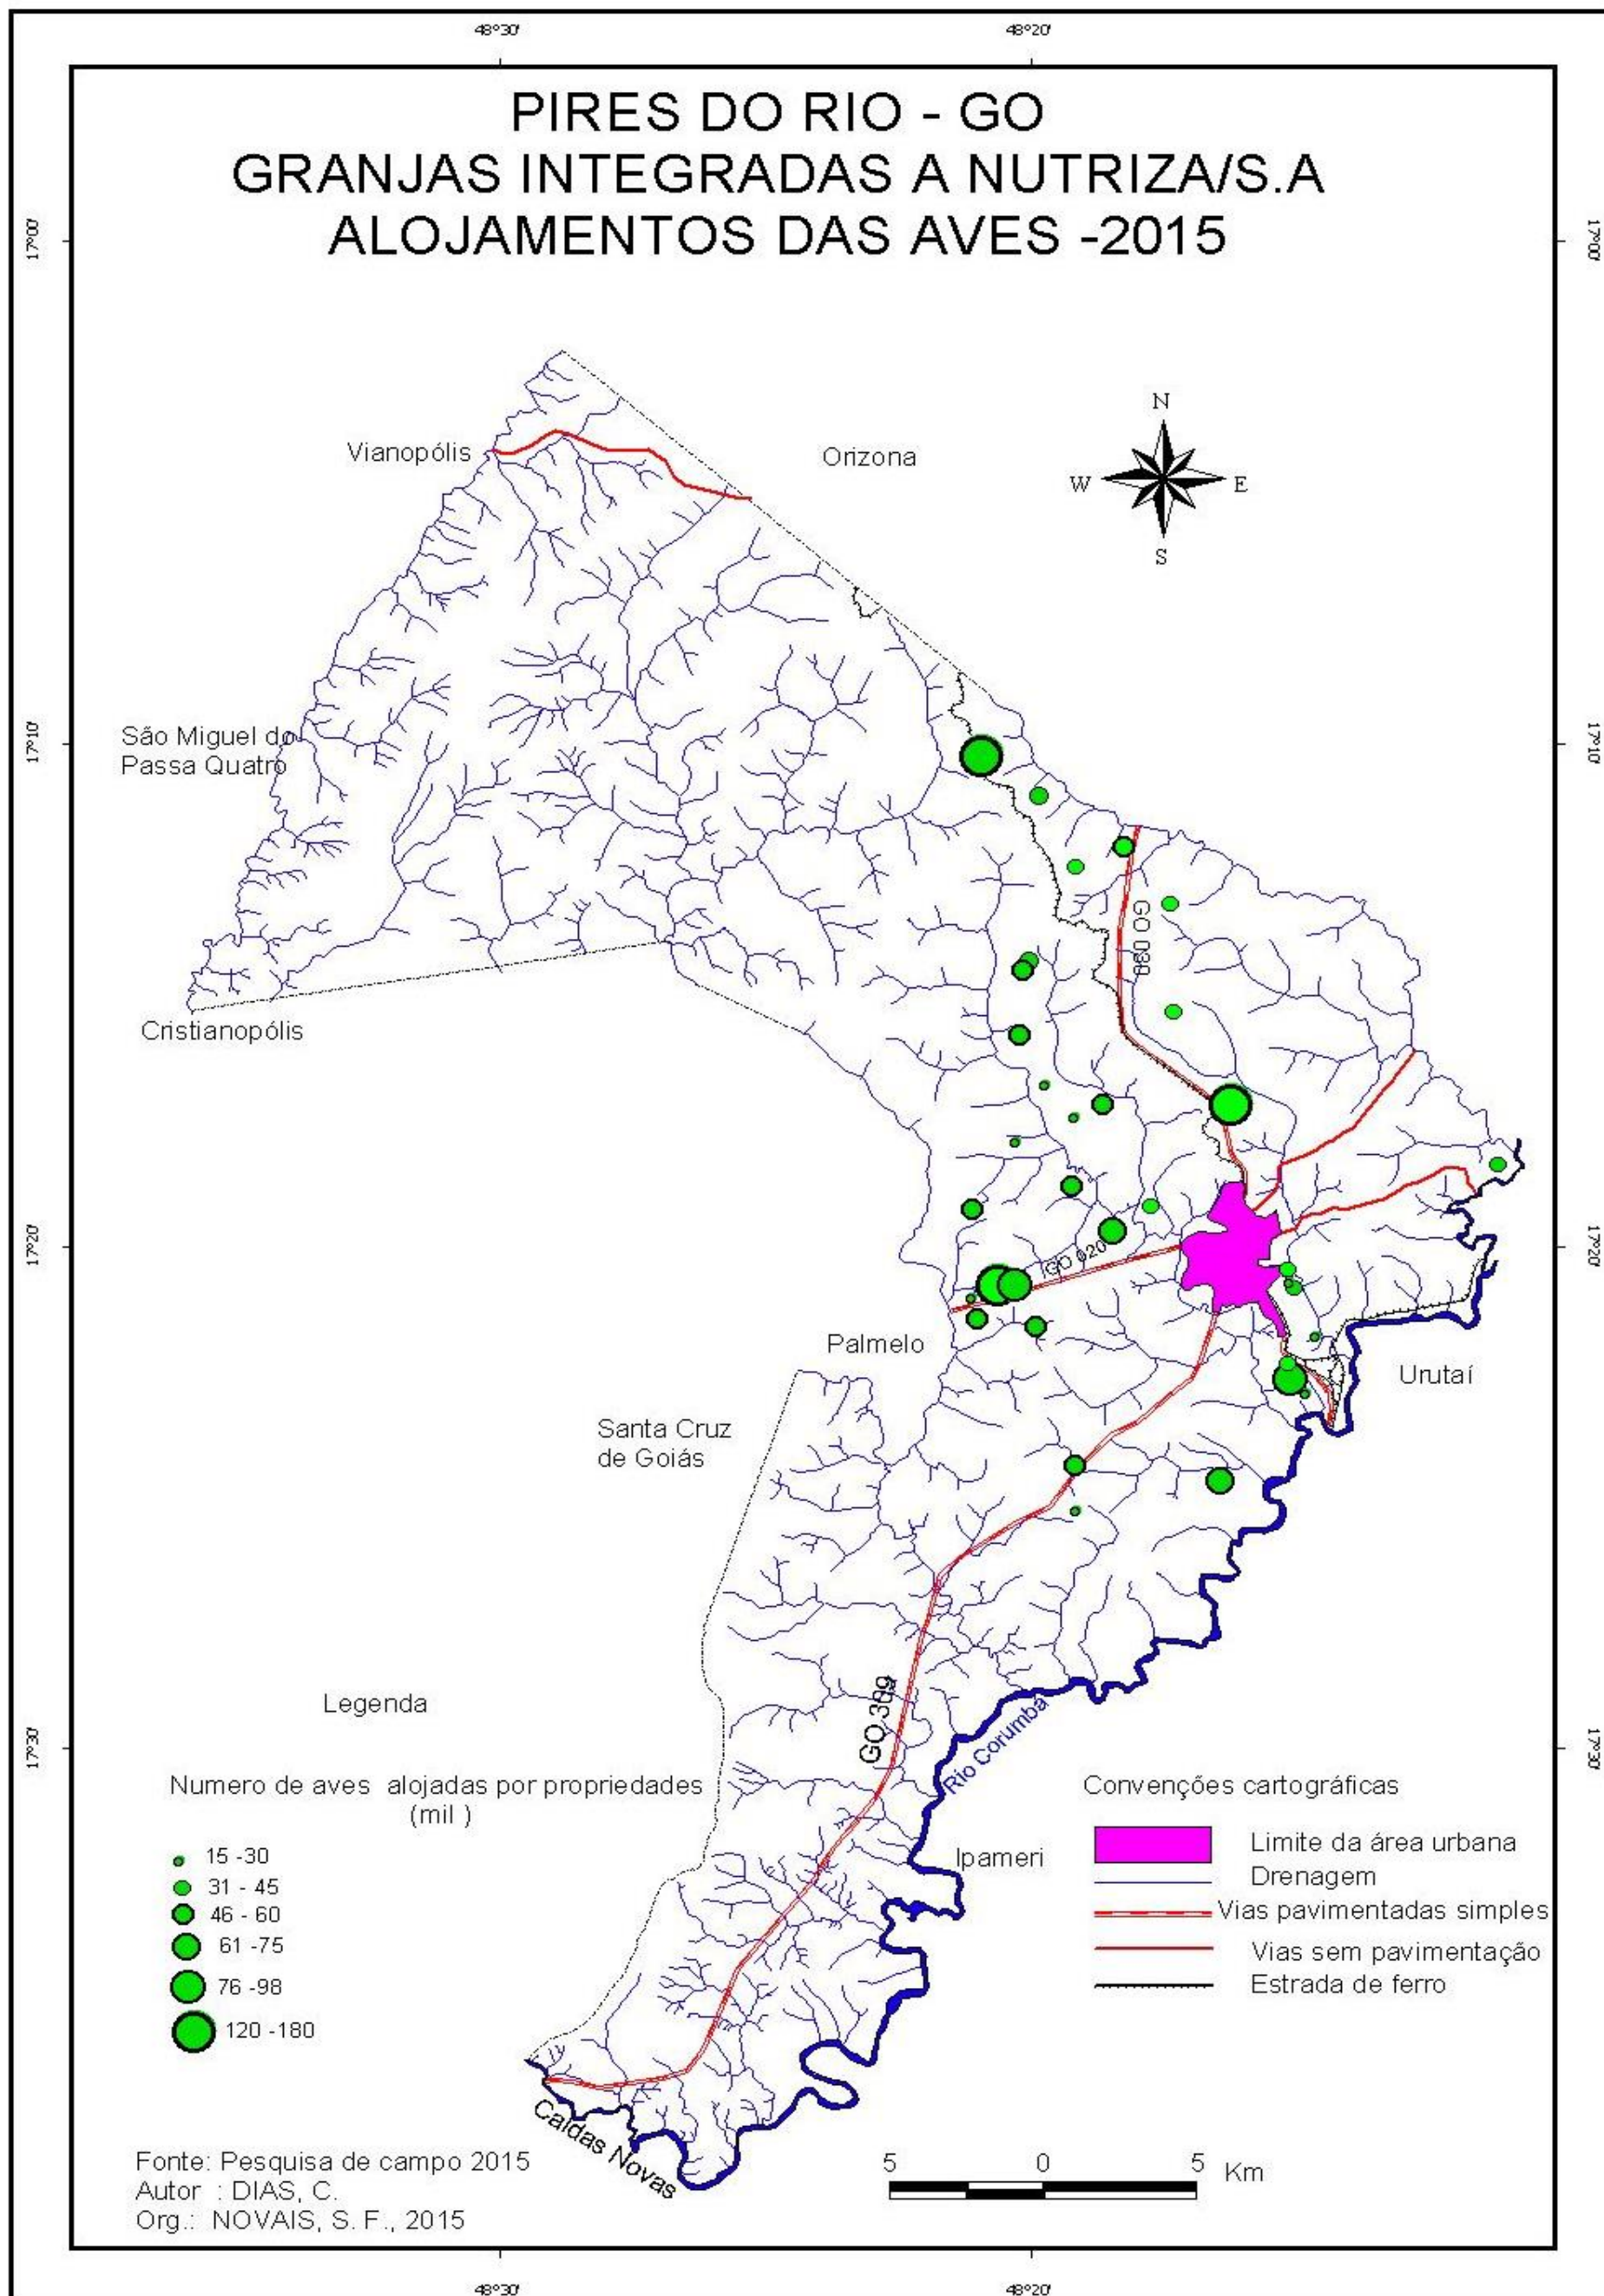 48°30'
48°20'
PIRES DO RIO - GO
GRANJAS INTEGRADAS A NUTRIZA/S.A
ALOJAMENTOS DAS AVES -2015
17°00'
17°00'
N
Vianopólis
Orizona
W
E
S
São Miguel do
Passa Quatro
17°10'
17°10'
GO 030
Cristianopólis
17°20'
17°20'
GO 020
Palmelo
Urutaí
Santa Cruz
de Goiás
GO 309
Rio Corumbá
Legenda
17°30'
17°30'
Numero de aves alojadas por propriedades
(mil )
15 -30
31 - 45
46 - 60
61 -75
76 -98
120 -180
Ipameri
Convenções cartográficas
Limite da área urbana
Drenagem
Vias pavimentadas simples
Vias sem pavimentação
Estrada de ferro
Caldas Novas
Fonte: Pesquisa de campo 2015
Autor : DIAS, C.
Org.: NOVAIS, S. F., 2015
5
0
5
Km
48°30'
48°20'